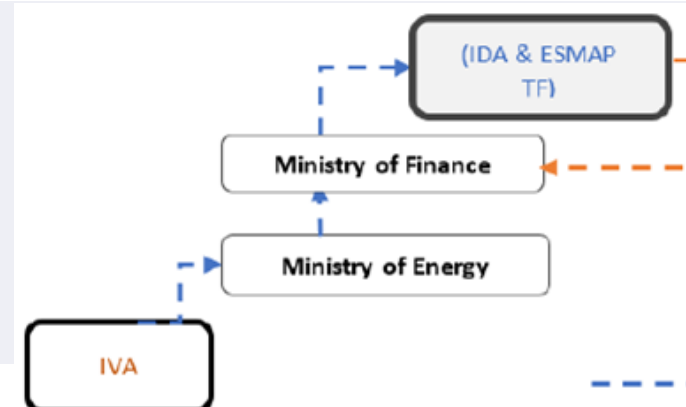 (IDA & ESMAP
TF)
Ministry of Finance
Ministry of Energy
IVA